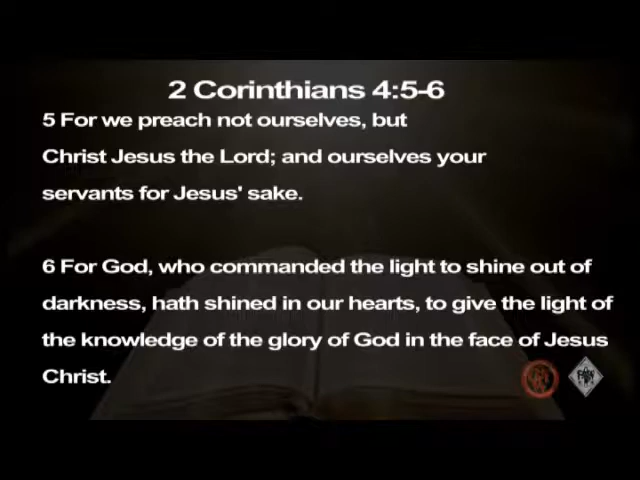 2 Corinthians 4:5-6
5 For we preach not ourselves, but
Christ Jesus the Lord; and ourselves your
servants for Jesus' sake.
6 For God, who commanded the light to shine out of
darkness, hath shined in our hearts, to give the light of
the knowledge of the glory of God in the face of Jesus
Christ.